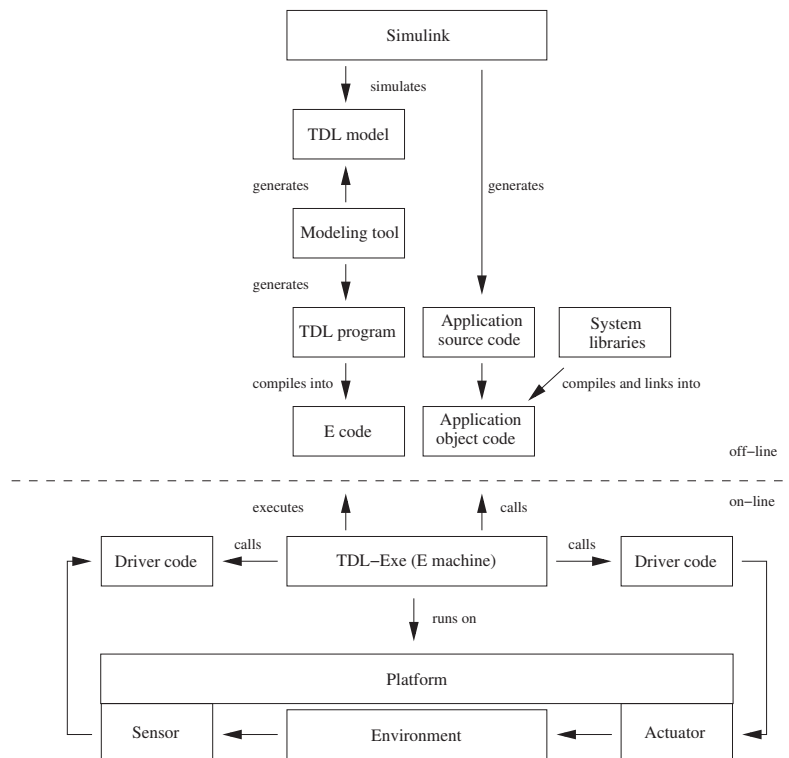 Simulink
simulates
TDL model
generates
generates
Modeling tool
generates
TDL program
Application
source code
System
libraries
compiles into
compiles and links into
E code
Application
object code
off−line
on−line
executes
calls
calls
calls
Driver code
TDL−Exe (E machine)
Driver code
runs on
Platform
Sensor
Environment
Actuator